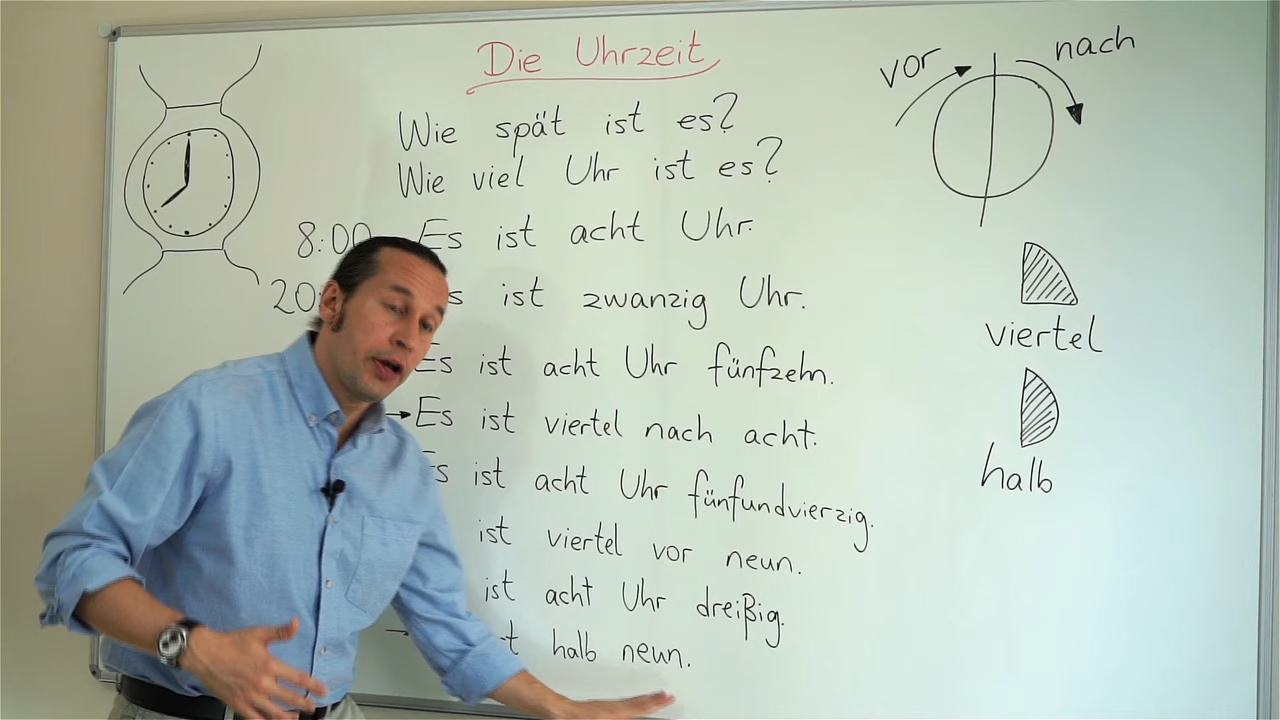 Die Uhrzeit
Wie spät ist es?
Wie viel Uhr ist es?
8:00 Es ist acht Uhr.
20 ist zwanzig Uhr.
Es ist acht Uhr fünfzehn.
→Es ist viertel nach acht.
Es ist acht Uhr fünfundvierzig.
ist viertel vor neun.
ist acht Uhr dreißig.
halb neun.
vor
nach
viertel
halb